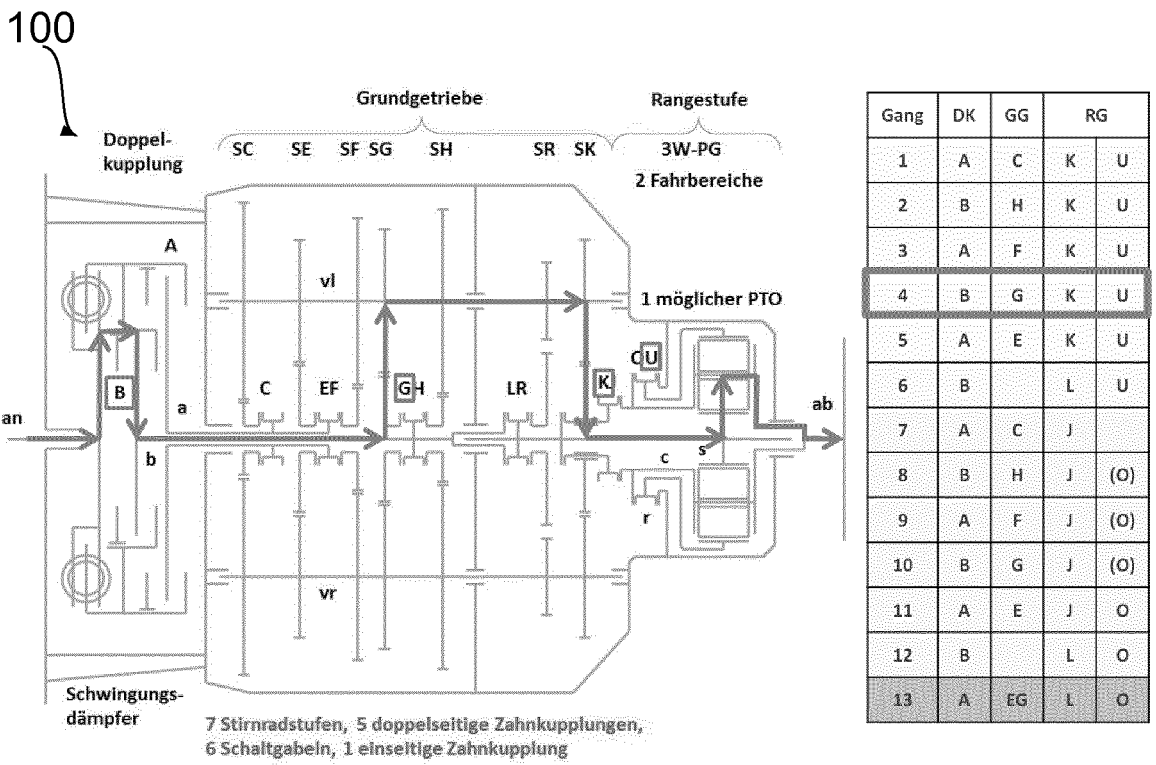 100
Grundgetriebe
Rangestufe
Doppel-
kupplung
SC SE SF SG SH SR SK 3W-PG
2 Fahrbereiche
A
vl
1 möglicher PTO
C U
B
C EF GH LR K
a
an
ab
b
c s
r
vr
Schwingungs-
dämpfer
7 Stirnradstufen, 5 doppelseitige Zahnkupplungen,
6 Schaltgabeln, 1 einseitige Zahnkupplung
Gang DK GG RG
1 A C K U
2 B H K U
3 A F K U
4 B G K U
5 A E K U
6 B L U
7 A C J
8 B H J (O)
9 A F J (O)
10 B G J (O)
11 A E J O
12 B L O
13 A EG L O